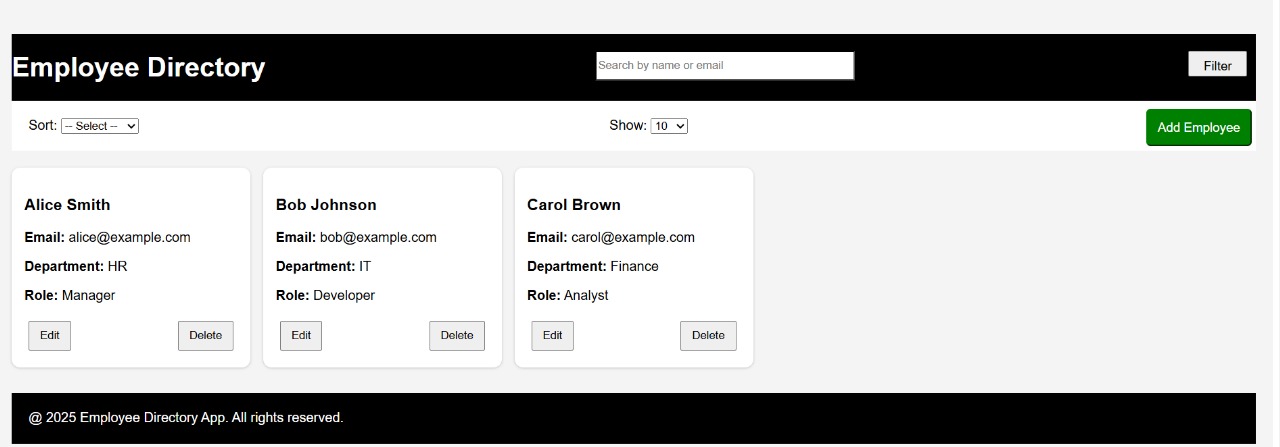 Employee Directory
Search by name or email
Filter
Sort: -- Select --
Show: 10
Add Employee
Alice Smith
Email: alice@example.com
Department: HR
Role: Manager
Edit
Delete
Bob Johnson
Email: bob@example.com
Department: IT
Role: Developer
Edit
Delete
Carol Brown
Email: carol@example.com
Department: Finance
Role: Analyst
Edit
Delete
@ 2025 Employee Directory App. All rights reserved.